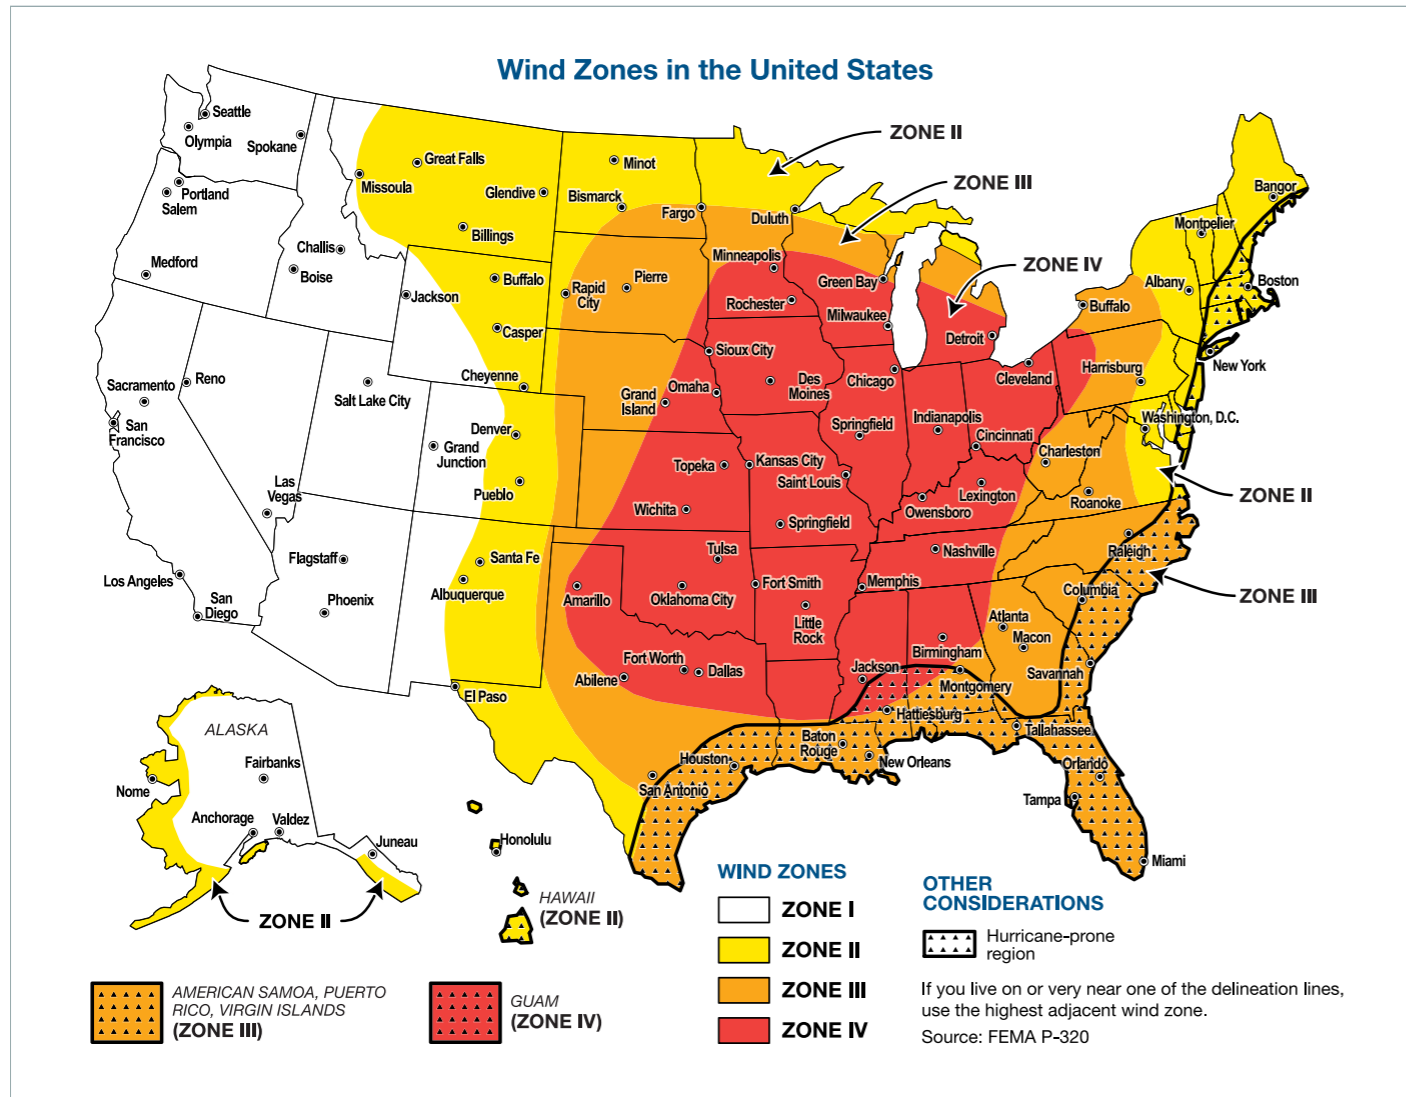 Wind Zones in the United States
ZONE II
ZONE III
ZONE IV
Seattle
Olympia
Spokane
Portland
Salem
Medford
Challis
Boise
Great Falls
Missoula
Glendive
Billings
Minot
Bismarck
Fargo
Duluth
Bangor
Montpelier
Buffalo
Jackson
Casper
Cheyenne
Rapid
City
Pierre
Minneapolis
Rochester
Green Bay
Milwaukee
Detroit
Buffalo
Albany
Boston
New York
Sacramento
San
Francisco
Reno
Salt Lake City
Las
Vegas
Grand
Junction
Denver
Pueblo
Sioux City
Omaha
Grand
Island
Des
Moines
Chicago
Cleveland
Harrisburg
Washington, D.C.
Springfield
Indianapolis
Cincinnati
Charleston
Topeka
Kansas City
Saint Louis
Lexington
Owensboro
Roanoke
ZONE II
Wichita
Springfield
Flagstaff
Phoenix
Los Angeles
San
Diego
Santa Fe
Albuquerque
Tulsa
Amarillo
Oklahoma City
Fort Smith
Little
Rock
Nashville
Memphis
Raleigh
Columbia
ZONE III
Atlanta
Macon
Birmingham
Savannah
Fort Worth
Dallas
Abilene
El Paso
Jackson
Montgomery
Hattiesburg
Tallahassee
Baton
Rouge
New Orleans
Houston
San Antonio
Orlando
Tampa
Miami
ALASKA
Fairbanks
Nome
Anchorage
Valdez
Juneau
ZONE II
Honolulu
HAWAII
(ZONE II)
AMERICAN SAMOA, PUERTO
RICO, VIRGIN ISLANDS
(ZONE III)
GUAM
(ZONE IV)
WIND ZONES
ZONE I
ZONE II
ZONE III
ZONE IV
OTHER
CONSIDERATIONS
Hurricane-prone
region
If you live on or very near one of the delineation lines,
use the highest adjacent wind zone.
Source: FEMA P-320